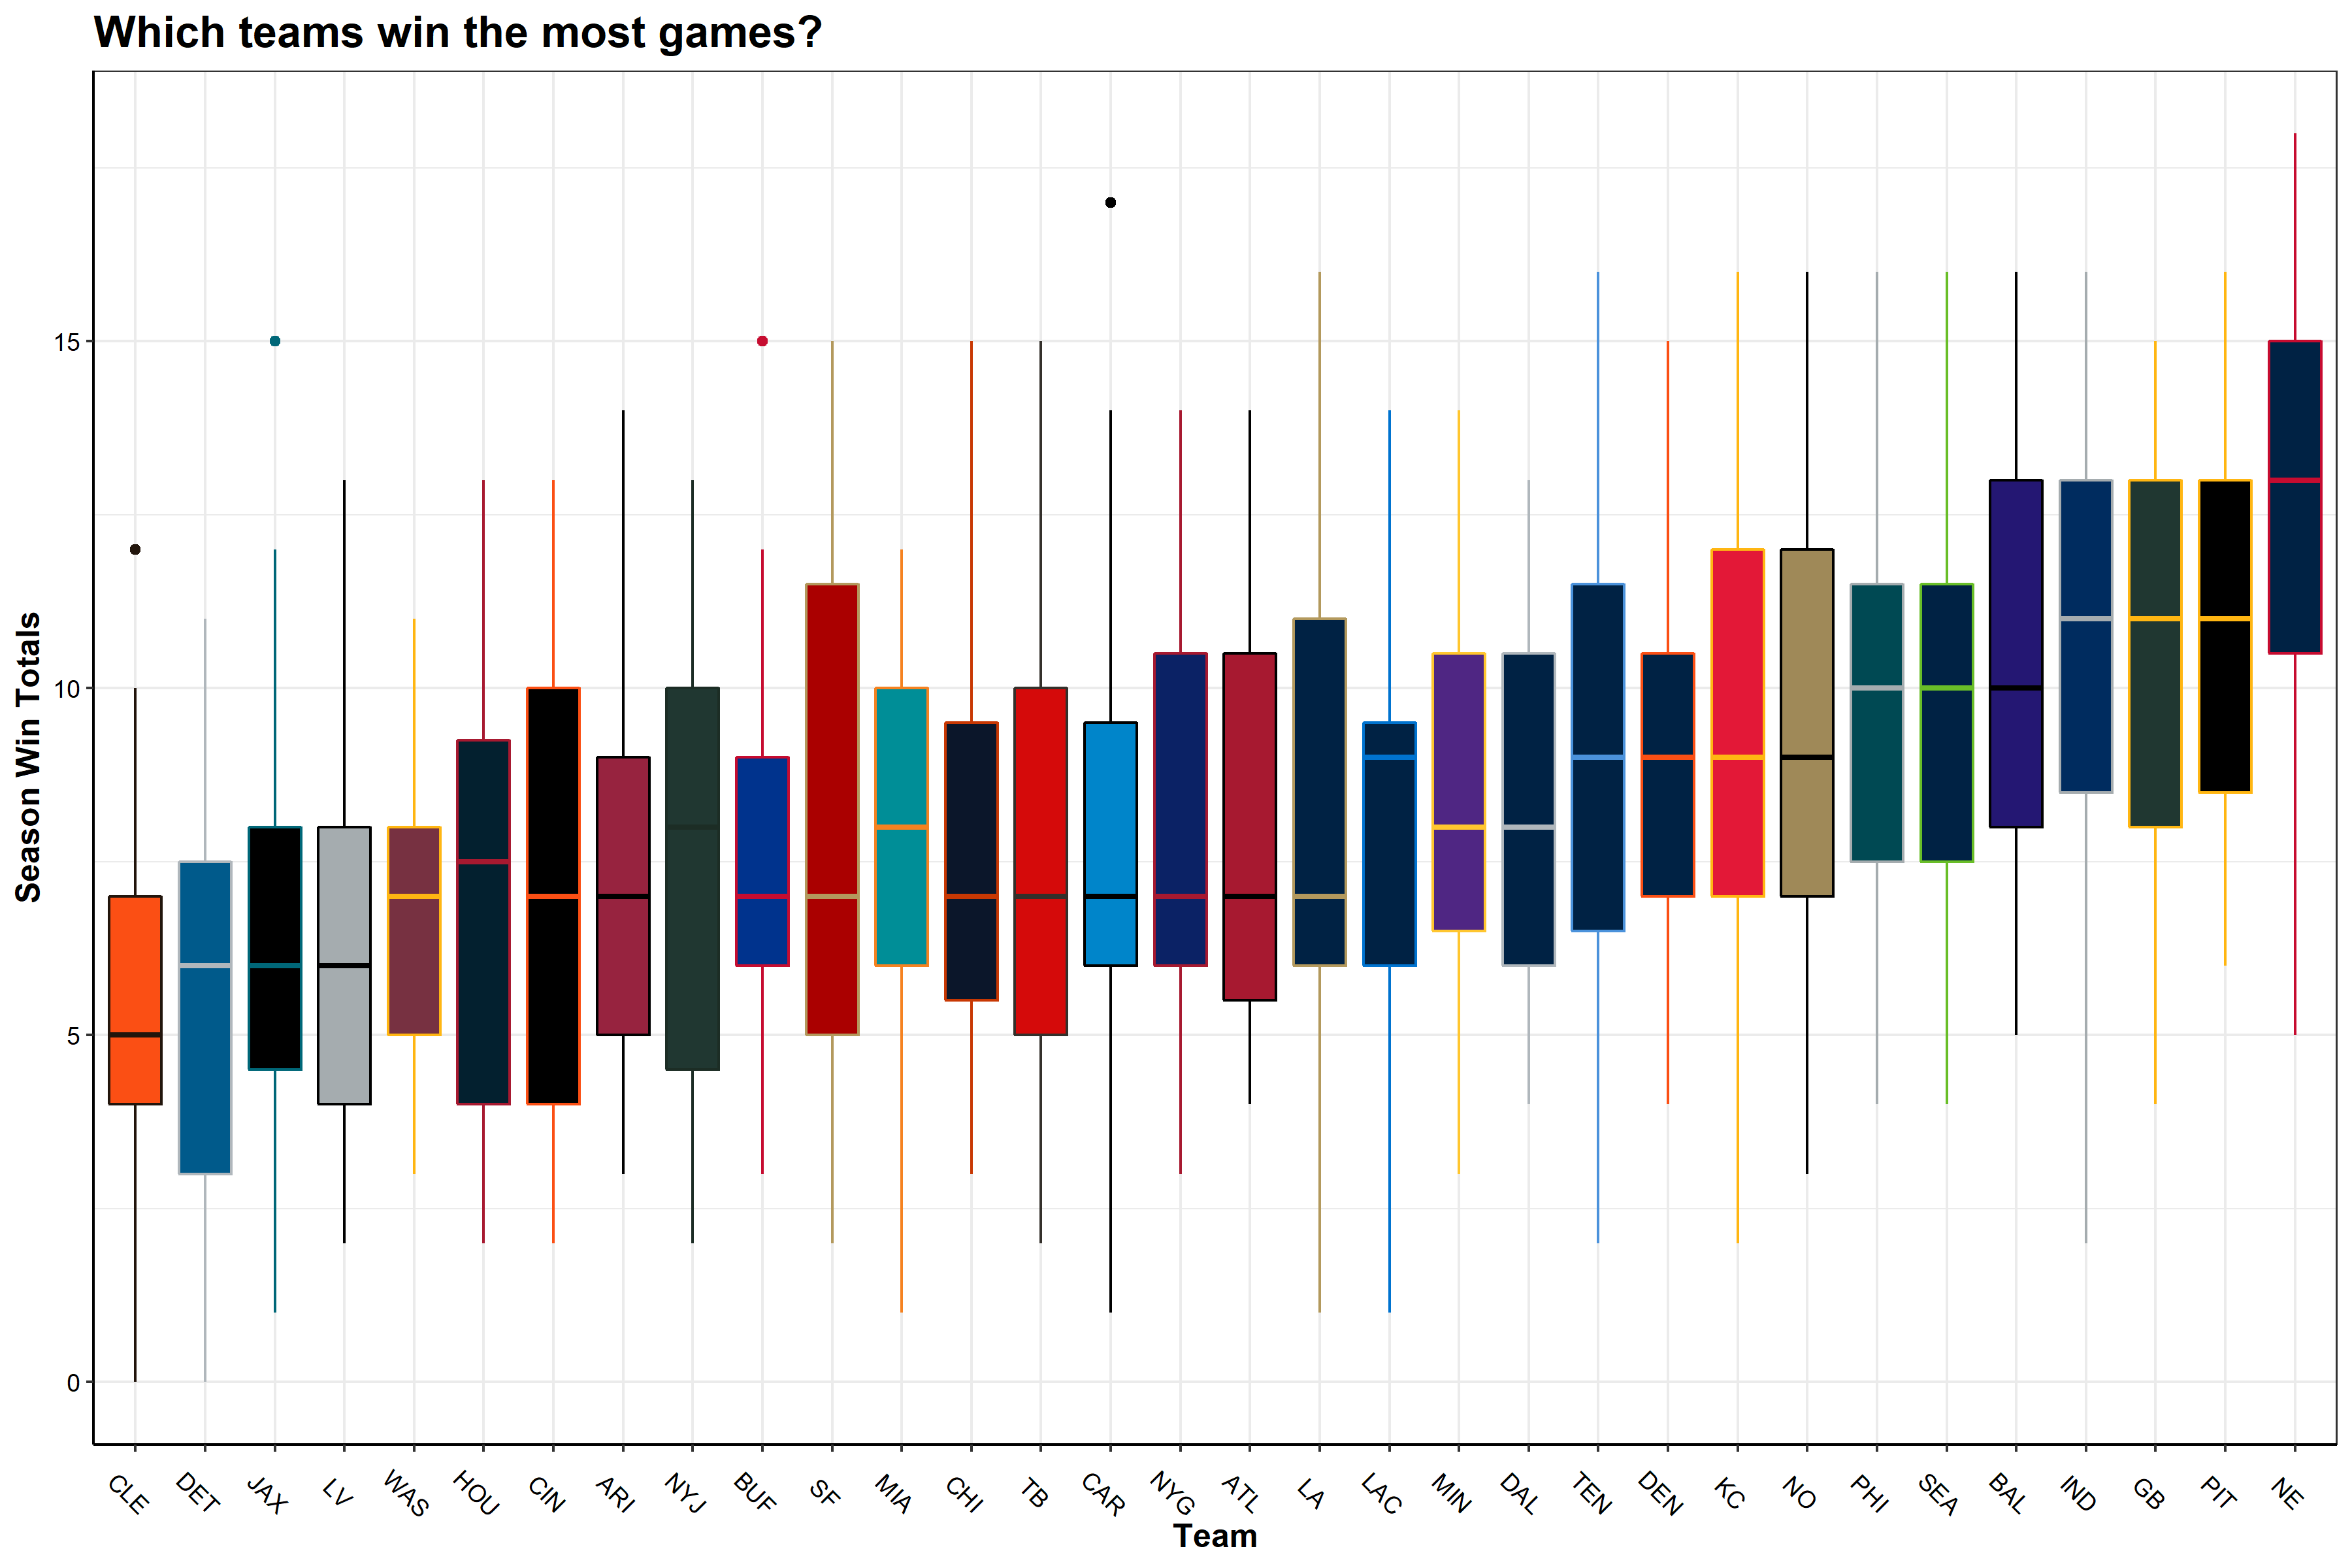 Which teams win the most games?
Season Win Totals
15
10
5
0
CLE DET JAX LV WAS HOU CIN ARI NYJ BUF SF MIA CHI TB CAR NYG ATL LA LAC MIN DAL TEN DEN KC NO PHI SEA BAL IND GB PIT NE
Team